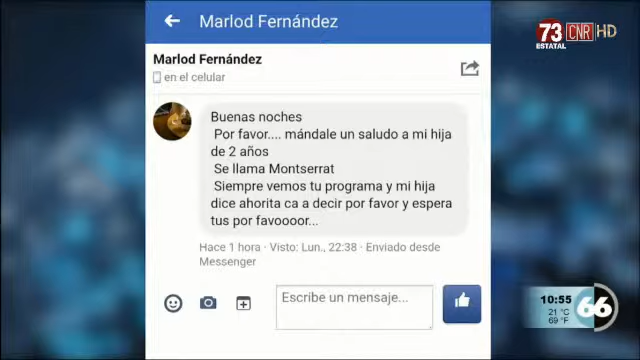 Marlod Fernández
73 CNR HD
ESTATAL
Marlod Fernández
en el celular
Buenas noches
Por favor.... mándale un saludo a mi hija
de 2 años
Se llama Montserrat
Siempre vemos tu programa y mi hija
dice ahorita ca a decir por favor y espera
tus por favoooor...
Hace 1 hora · Visto: Lun., 22:38 · Enviado desde
Messenger
Escribe un mensaje...
10:55
21 °C
69 °F
66